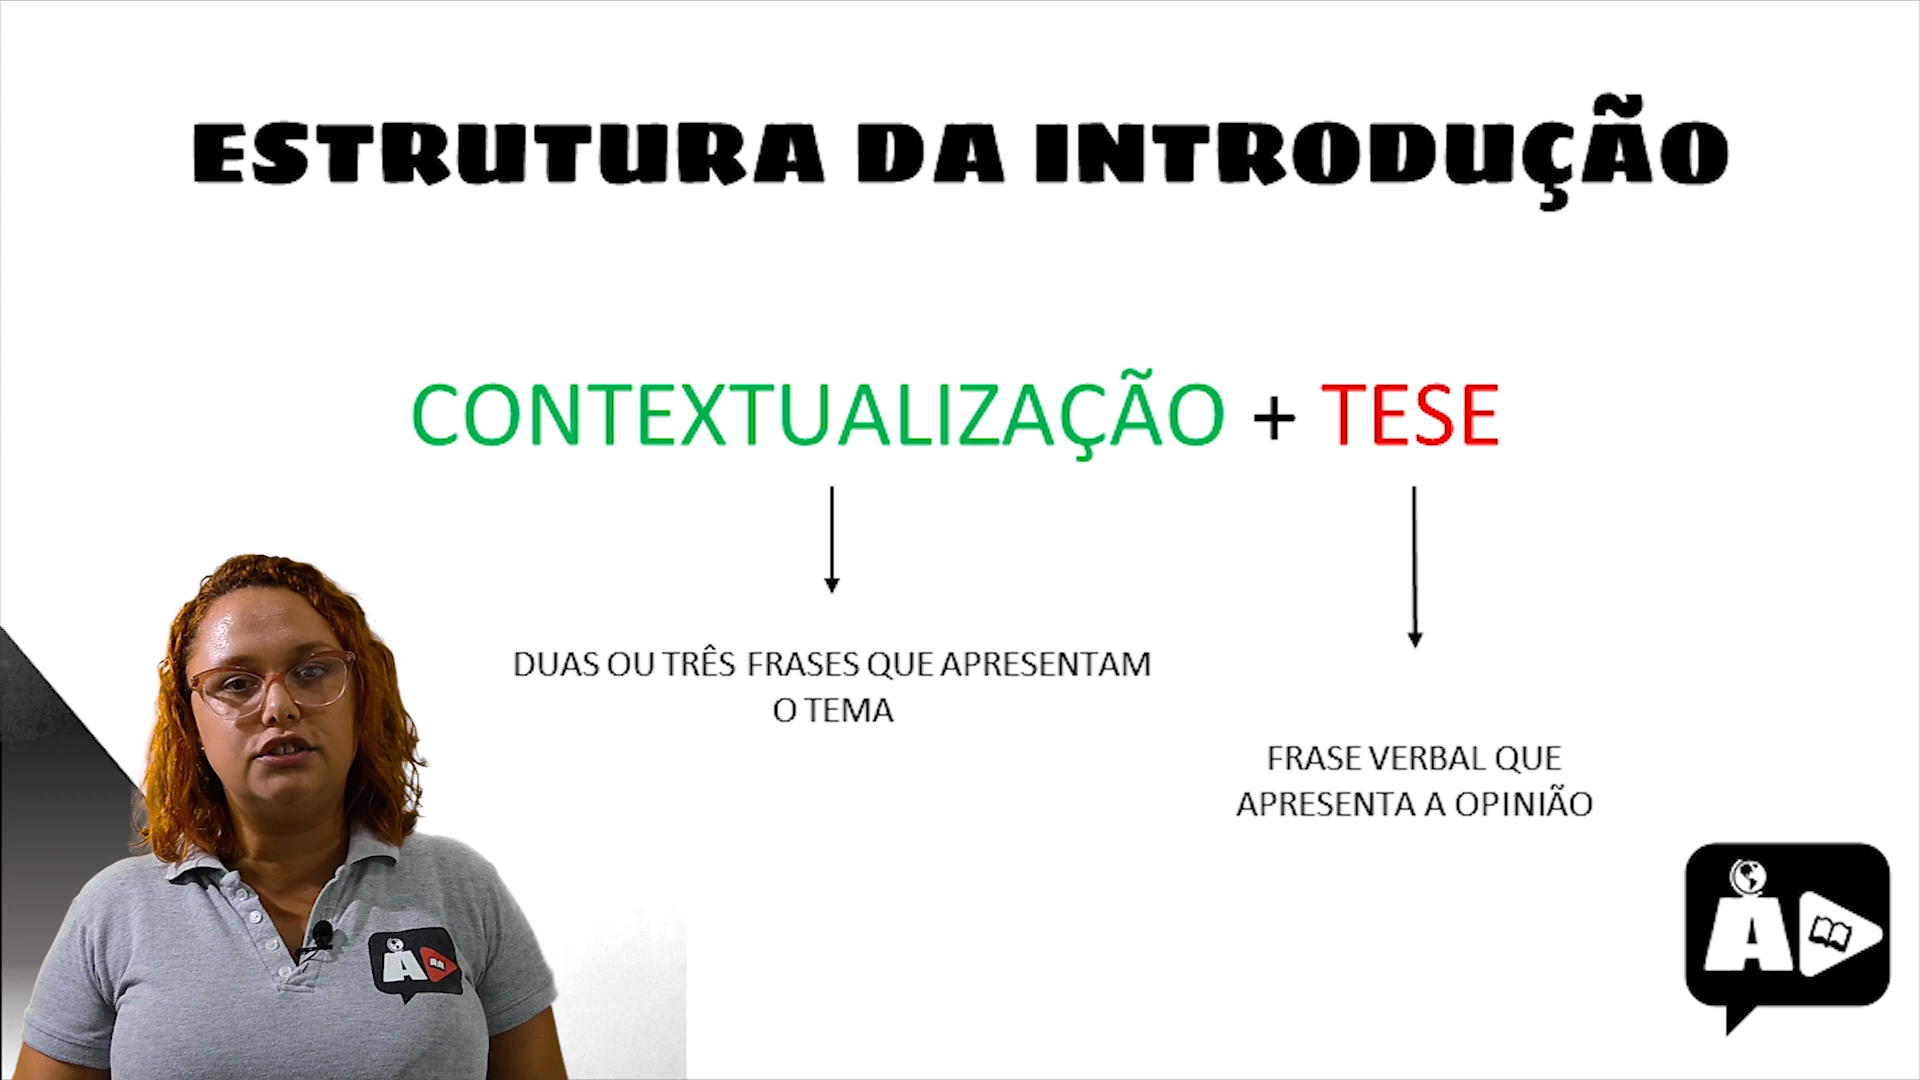 ESTRUTURA DA INTRODUÇÃO
CONTEXTUALIZAÇÃO + TESE
DUAS OU TRÊS FRASES QUE APRESENTAM
O TEMA
FRASE VERBAL QUE
APRESENTA A OPINIÃO